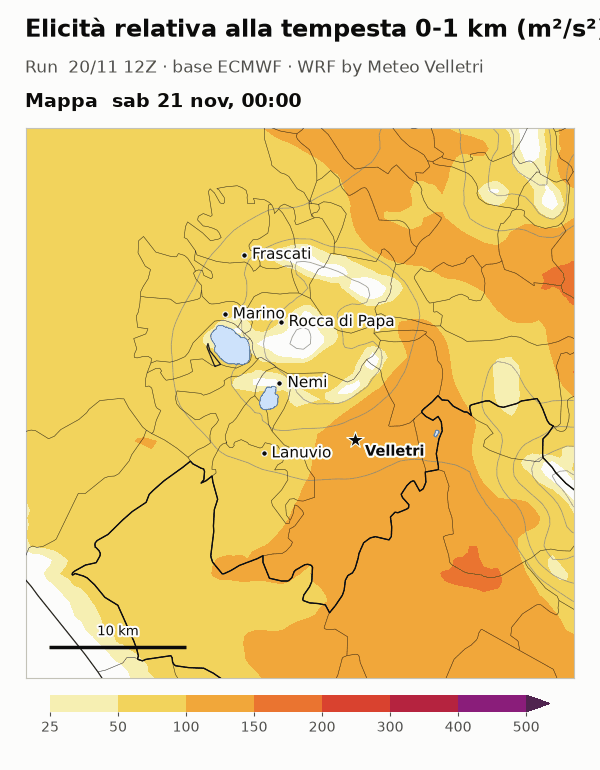 Elicità relativa alla tempesta 0-1 km (m²/s²)
Run 20/11 12Z · base ECMWF · WRF by Meteo Velletri
Mappa sab 21 nov, 00:00
Frascati
Marino
Rocca di Papa
Nemi
Velletri
Lanuvio
10 km
25 50 100 150 200 300 400 500